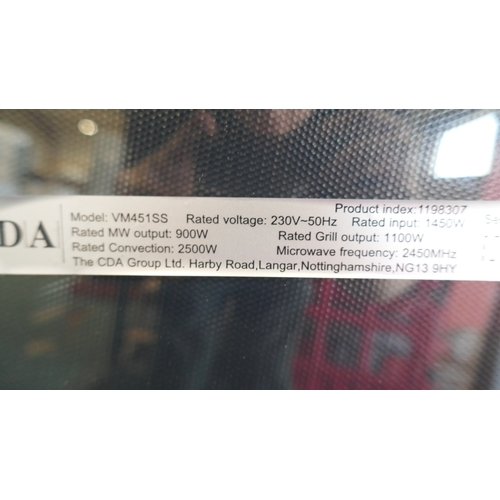 Product index:1198307
DA Model: VM451SS Rated voltage: 230V~50Hz Rated input: 1450W
Rated MW output: 900W Rated Grill output: 1100W
Rated Convection: 2500W Microwave frequency: 2450MHz
The CDA Group Ltd. Harby Road,Langar,Nottinghamshire,NG13 9HY